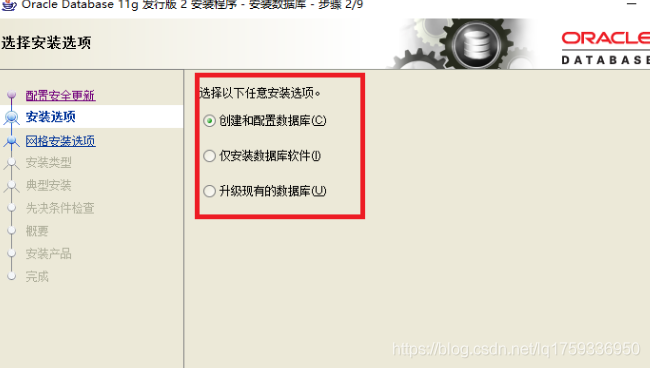 Oracle Database 11g 发行版 2 安装程序 - 安装数据库 - 步骤 2/9
选择安装选项
ORACLE
DATABASE
配置安全更新
安装选项
网格安装选项
安装类型
典型安装
先决条件检查
概要
安装产品
完成
选择以下任意安装选项。
创建和配置数据库(C)
仅安装数据库软件(I)
升级现有的数据库(U)
https://blog.csdn.net/lq1759336950